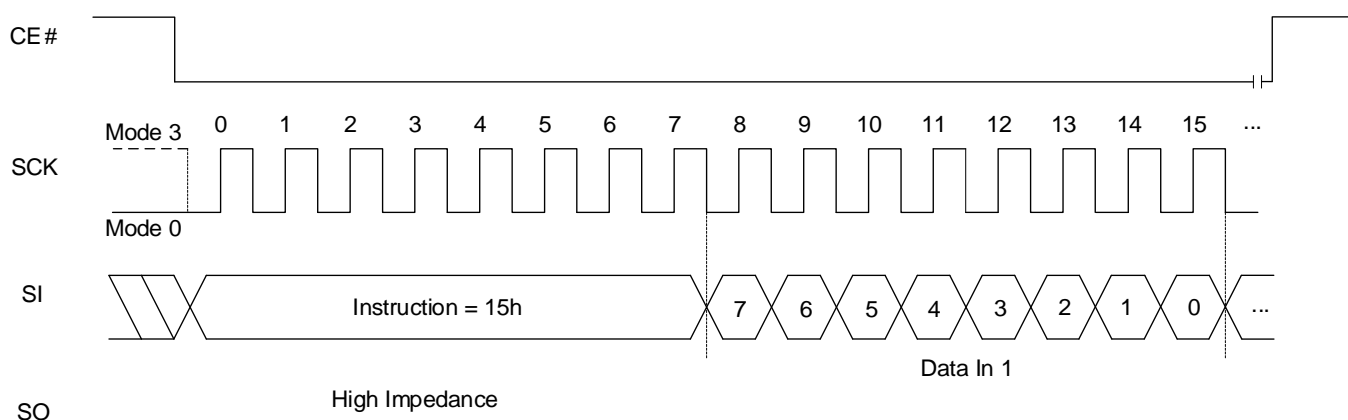 CE#
Mode 3 0 1 2 3 4 5 6 7 8 9 10 11 12 13 14 15 ...
SCK
Mode 0
SI Instruction = 15h 7 6 5 4 3 2 1 0 ...
Data In 1
High Impedance
SO